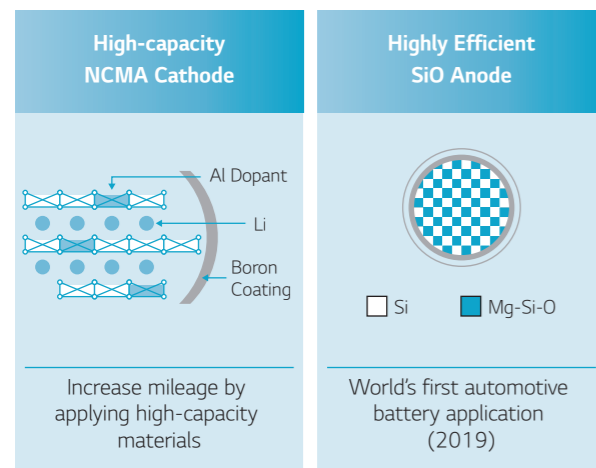 High-capacity
NCMA Cathode
Al Dopant
Li
Boron
Coating
Increase mileage by
applying high-capacity
materials
Highly Efficient
SiO Anode
Si
Mg-Si-O
World's first automotive
battery application
(2019)